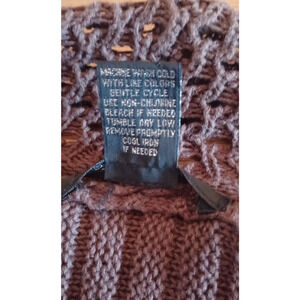 MACHINE WASH COLD
WITH LIKE COLORS
GENTLE CYCLE
USE NON-CHLORINE
BLEACH IF NEEDED
TUMBLE DRY LOW
REMOVE PROMPTLY
COOL IRON
IF NEEDED